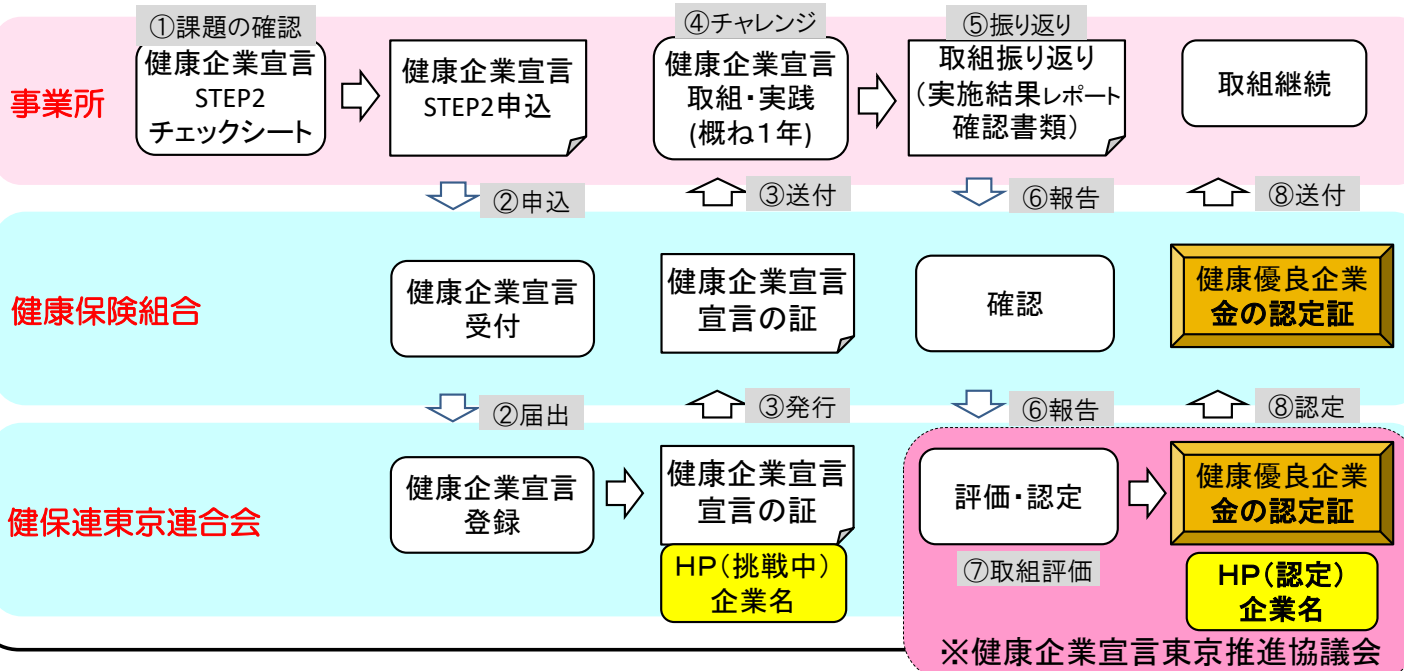 ①課題の確認
健康企業宣言
STEP2
チェックシート
健康企業宣言
STEP2申込
④チャレンジ
健康企業宣言
取組・実践
(概ね1年)
⑤振り返り
取組振り返り
(実施結果レポート
確認書類)
取組継続
事業所
②申込
③送付
⑥報告
⑧送付
健康保険組合
健康企業宣言
受付
健康企業宣言
宣言の証
確認
健康優良企業
金の認定証
②届出
③発行
⑥報告
⑧認定
健保連東京連合会
健康企業宣言
登録
健康企業宣言
宣言の証
HP(挑戦中)
企業名
評価・認定
⑦取組評価
健康優良企業
金の認定証
HP(認定)
企業名
※健康企業宣言東京推進協議会